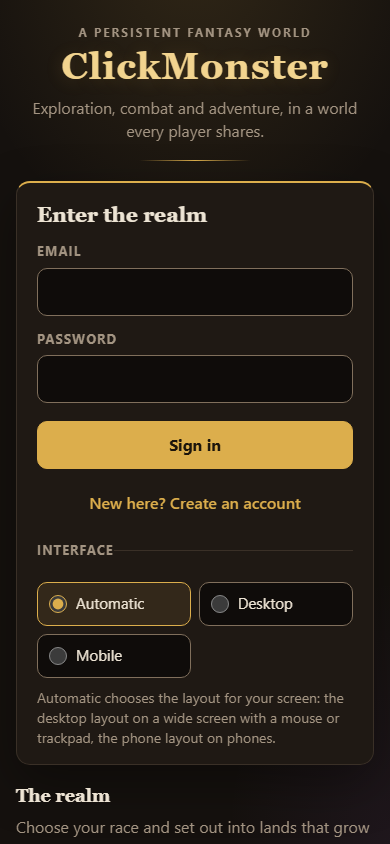 A PERSISTENT FANTASY WORLD
ClickMonster
Exploration, combat and adventure, in a world
every player shares.
Enter the realm
EMAIL
PASSWORD
Sign in
New here? Create an account
INTERFACE
Automatic
Desktop
Mobile
Automatic chooses the layout for your screen: the
desktop layout on a wide screen with a mouse or
trackpad, the phone layout on phones.
The realm
Choose your race and set out into lands that grow